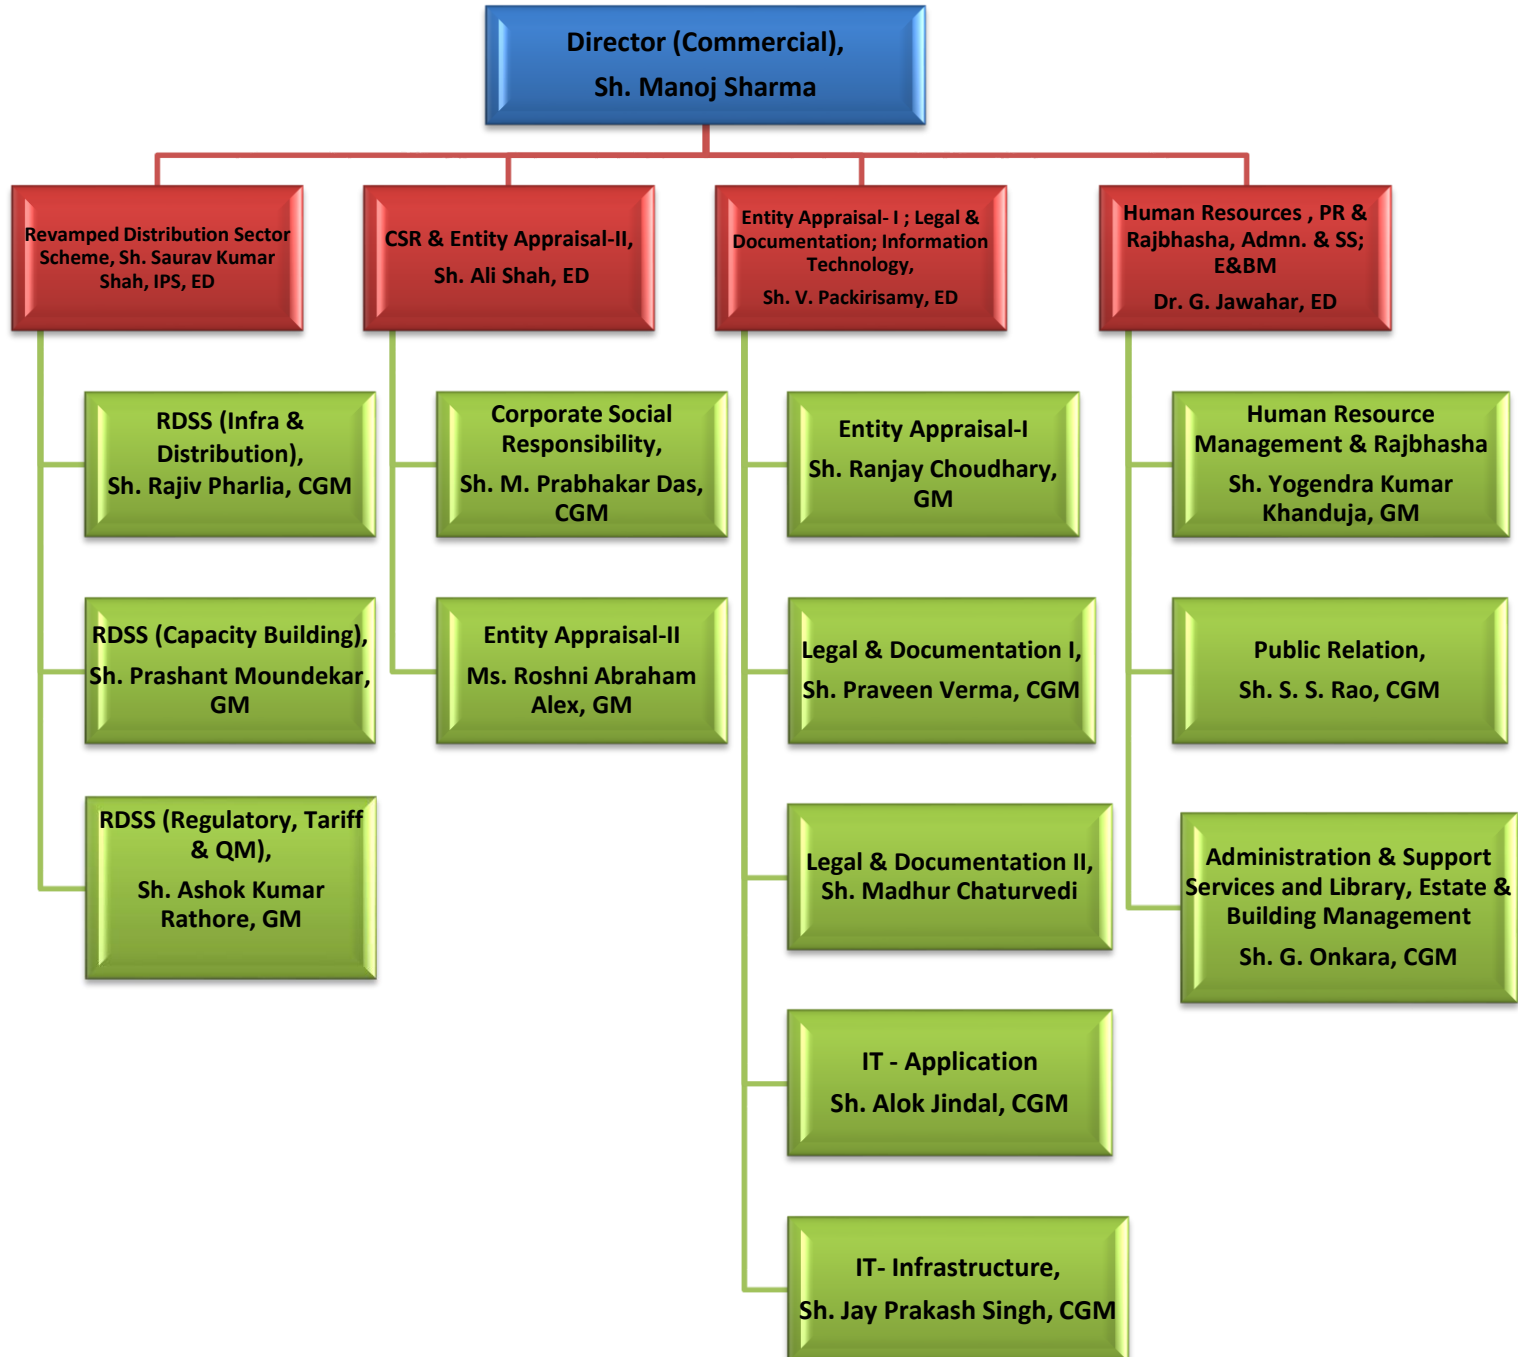 Director (Commercial),
Sh. Manoj Sharma
Revamped Distribution Sector
Scheme, Sh. Saurav Kumar
Shah, IPS, ED
CSR & Entity Appraisal-II,
Sh. Ali Shah, ED
Entity Appraisal- I ; Legal &
Documentation; Information
Technology,
Sh. V. Packirisamy, ED
Human Resources , PR &
Rajbhasha, Admn. & SS;
E&BM
Dr. G. Jawahar, ED
RDSS (Infra &
Distribution),
Sh. Rajiv Pharlia, CGM
Corporate Social
Responsibility,
Sh. M. Prabhakar Das,
CGM
Entity Appraisal-I
Sh. Ranjay Choudhary,
GM
Human Resource
Management & Rajbhasha
Sh. Yogendra Kumar
Khanduja, GM
RDSS (Capacity Building),
Sh. Prashant Moundekar,
GM
Entity Appraisal-II
Ms. Roshni Abraham
Alex, GM
Legal & Documentation I,
Sh. Praveen Verma, CGM
Public Relation,
Sh. S. S. Rao, CGM
RDSS (Regulatory, Tariff
& QM),
Sh. Ashok Kumar
Rathore, GM
Legal & Documentation II,
Sh. Madhur Chaturvedi
Administration & Support
Services and Library, Estate &
Building Management
Sh. G. Onkara, CGM
IT - Application
Sh. Alok Jindal, CGM
IT- Infrastructure,
Sh. Jay Prakash Singh, CGM